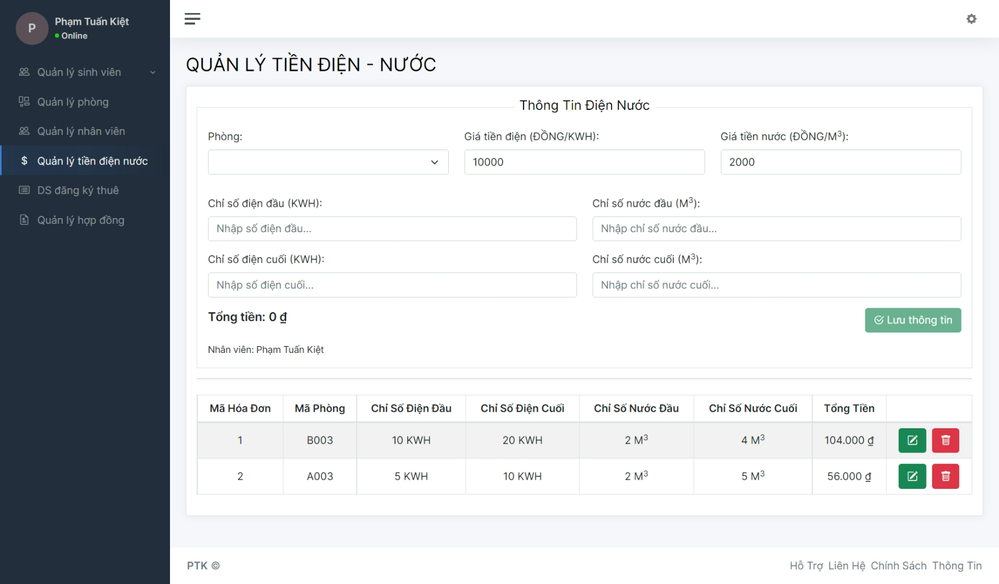 P
Phạm Tuấn Kiệt
Online
Quản lý sinh viên
Quản lý phòng
Quản lý nhân viên
$ Quản lý tiền điện nước
DS đăng ký thuê
Quản lý hợp đồng
QUẢN LÝ TIỀN ĐIỆN - NƯỚC
Thông Tin Điện Nước
Phòng: Giá tiền điện (ĐỒNG/KWH): Giá tiền nước (ĐỒNG/M³):
10000 2000
Chỉ số điện đầu (KWH): Chỉ số nước đầu (M³):
Nhập số điện đầu... Nhập chỉ số nước đầu...
Chỉ số điện cuối (KWH): Chỉ số nước cuối (M³):
Nhập số điện cuối... Nhập chỉ số nước cuối...
Tổng tiền: 0 ₫
Lưu thông tin
Nhân viên: Phạm Tuấn Kiệt
Mã Hóa Đơn Mã Phòng Chỉ Số Điện Đầu Chỉ Số Điện Cuối Chỉ Số Nước Đầu Chỉ Số Nước Cuối Tổng Tiền
1 B003 10 KWH 20 KWH 2 M³ 4 M³ 104.000 ₫
2 A003 5 KWH 10 KWH 2 M³ 5 M³ 56.000 ₫
PTK © Hỗ Trợ Liên Hệ Chính Sách Thông Tin